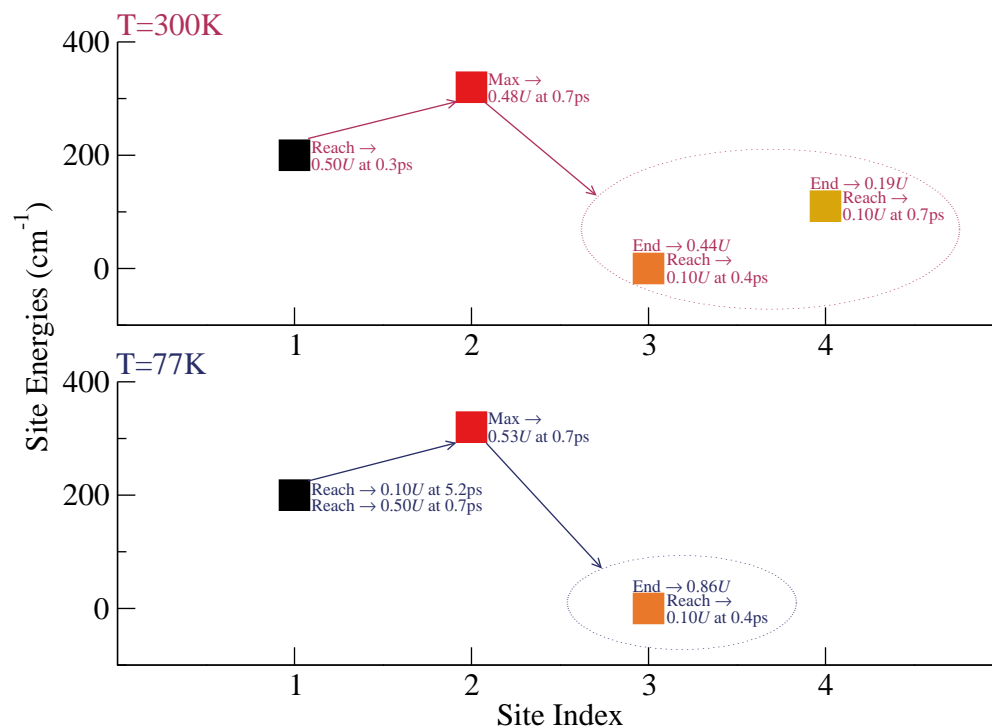 T=300K
400
Max →
0.48U at 0.7ps
Reach →
0.50U at 0.3ps
200
End → 0.19U
Reach →
0.10U at 0.7ps
End → 0.44U
Reach →
0.10U at 0.4ps
0
1 2 3 4
Site Energies (cm-1)
T=77K
400
Max →
0.53U at 0.7ps
Reach → 0.10U at 5.2ps
Reach → 0.50U at 0.7ps
200
End → 0.86U
Reach →
0.10U at 0.4ps
0
1 2 3 4
Site Index